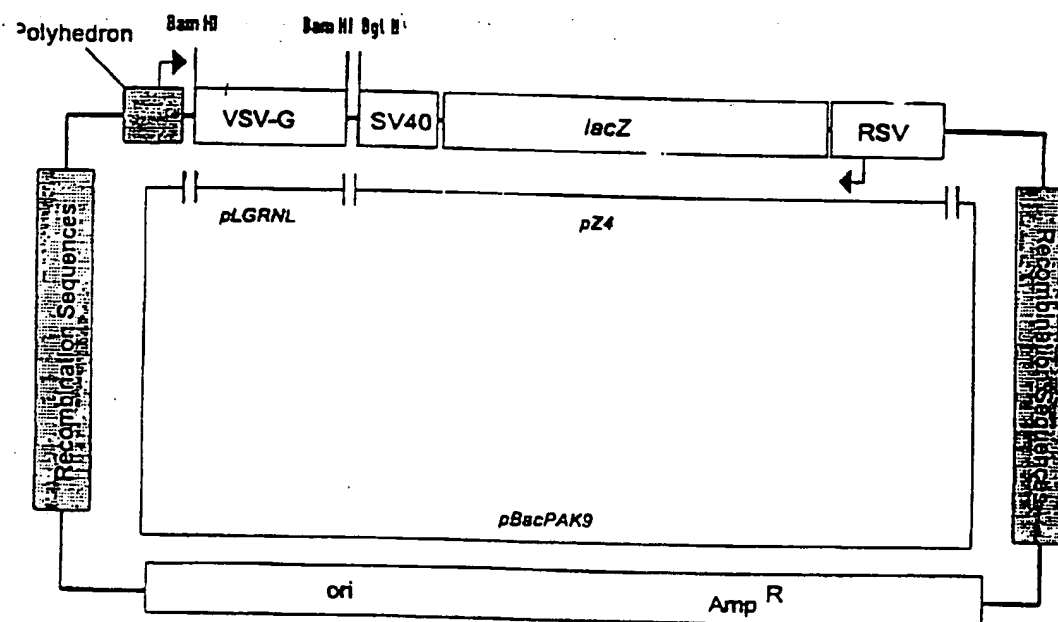 Polyhedron
Bam HI
Bam HI Bgl II
VSV-G
SV40
lacZ
RSV
Recombination Sequences
pLGRNL
pZ4
Recombination Sequences
pBacPAK9
ori
Amp R